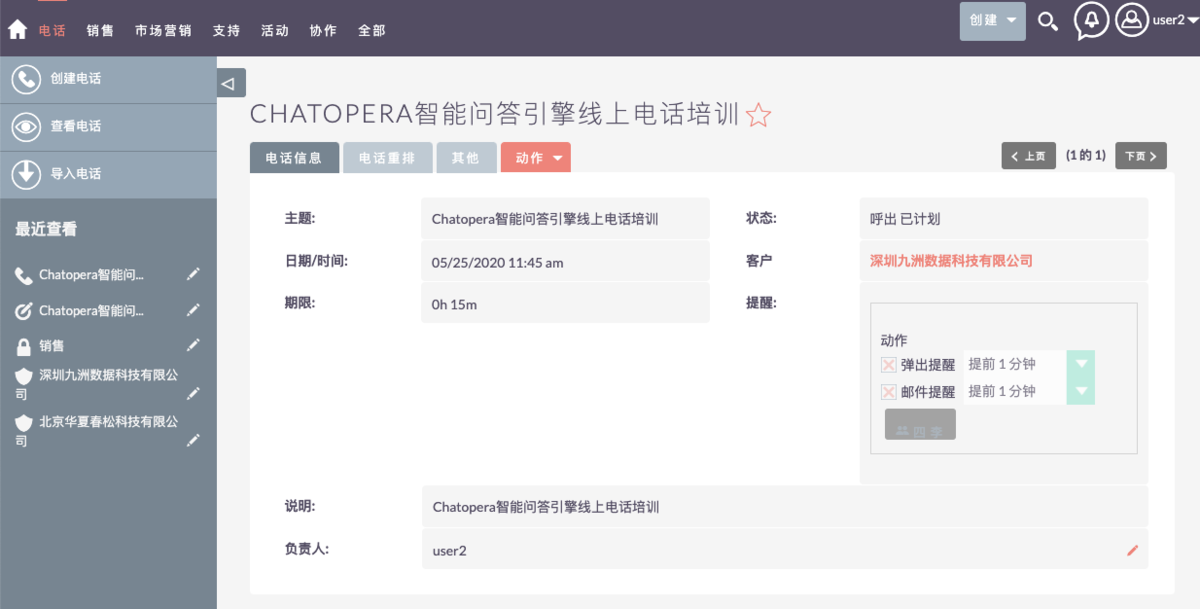 电话 销售 市场营销 支持 活动 协作 全部 创建 user2
创建电话
查看电话
导入电话
最近查看
Chatopera智能问...
Chatopera智能问...
销售
深圳九洲数据科技有限公
司
北京华夏春松科技有限公
司
CHATOPERA智能问答引擎线上电话培训
电话信息 电话重排 其他 动作 上页 (1 的 1) 下页
主题: Chatopera智能问答引擎线上电话培训 状态: 呼出 已计划
日期/时间: 05/25/2020 11:45 am 客户 深圳九洲数据科技有限公司
期限: 0h 15m 提醒:
动作
弹出提醒 提前 1 分钟
邮件提醒 提前 1 分钟
四 李
说明: Chatopera智能问答引擎线上电话培训
负责人: user2